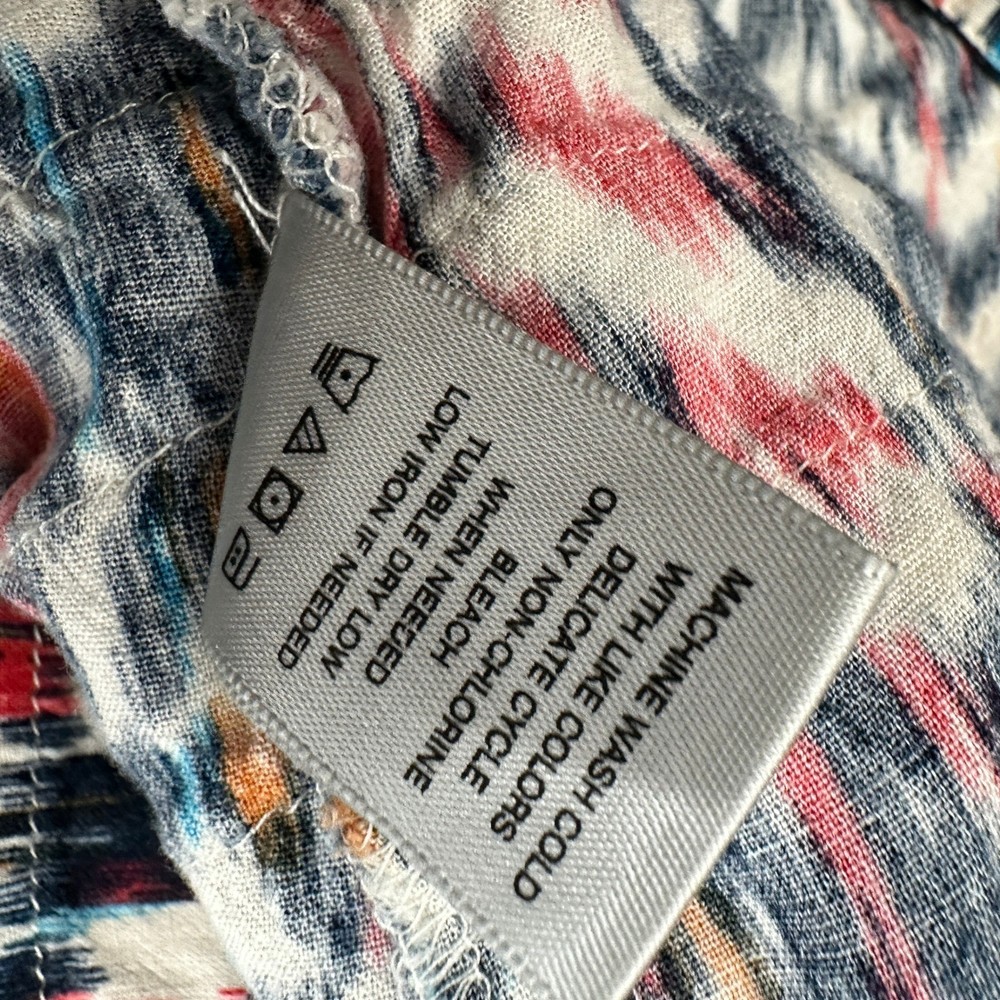 MACHINE WASH COLD
WITH LIKE COLORS
DELICATE CYCLE
ONLY NON-CHLORINE
BLEACH
WHEN NEEDED
TUMBLE DRY LOW
LOW IRON IF NEEDED